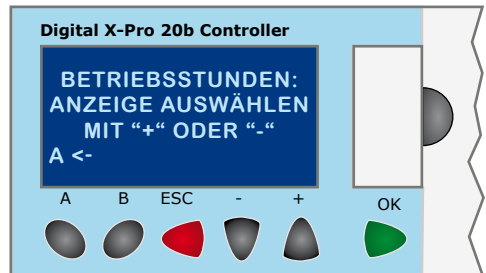 Digital X-Pro 20b Controller
BETRIEBSSTUNDEN:
ANZEIGE AUSWÄHLEN
MIT “+“ ODER “-“
A <-
A B ESC - + OK